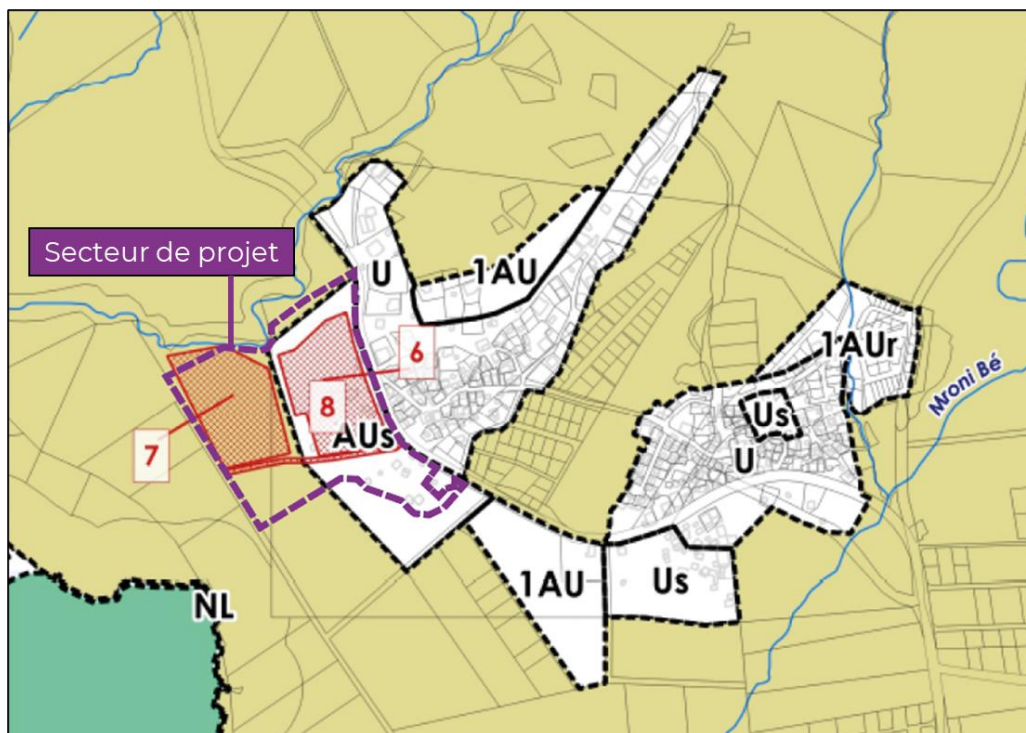 Secteur de projet
U
1AU
6
8
AUs
7
1AUr
Us
U
Mroni Bé
1AU
Us
NL